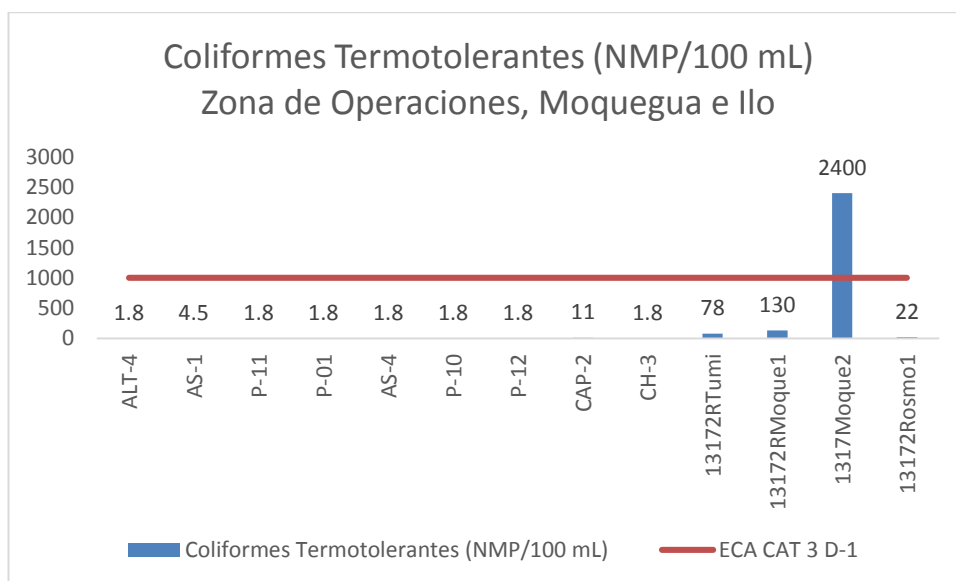 Coliformes Termotolerantes (NMP/100 mL)
Zona de Operaciones, Moquegua e Ilo
3000
2500
2000
1500
1000
500
0
1.8
4.5
1.8
1.8
1.8
1.8
1.8
11
1.8
78
130
2400
22
ALT-4
AS-1
P-11
P-01
AS-4
P-10
P-12
CAP-2
CH-3
13172RTumi
13172RMoque1
1317Moque2
13172Rosmo1
Coliformes Termotolerantes (NMP/100 mL)
ECA CAT 3 D-1